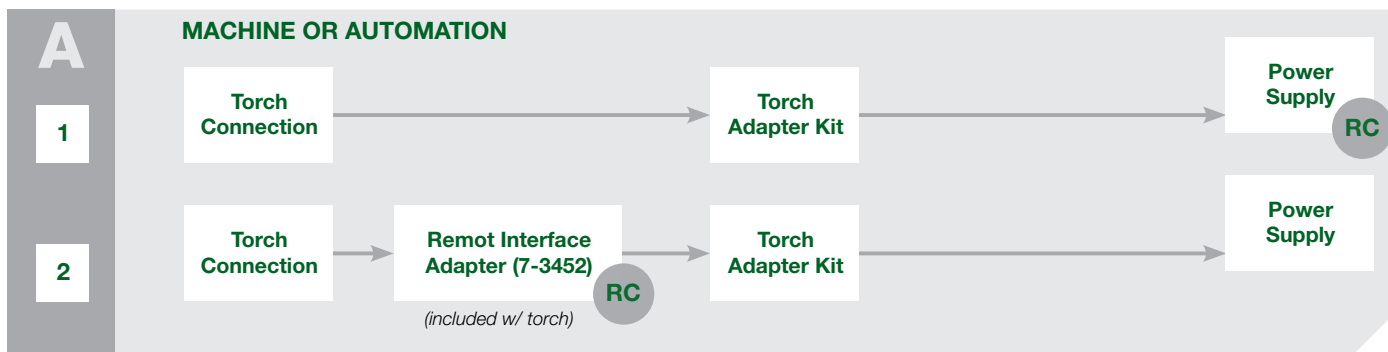 A
MACHINE OR AUTOMATION
1
Torch
Connection
Torch
Adapter Kit
Power
Supply
RC
2
Torch
Connection
Remot Interface
Adapter (7-3452)
RC
(included w/ torch)
Torch
Adapter Kit
Power
Supply